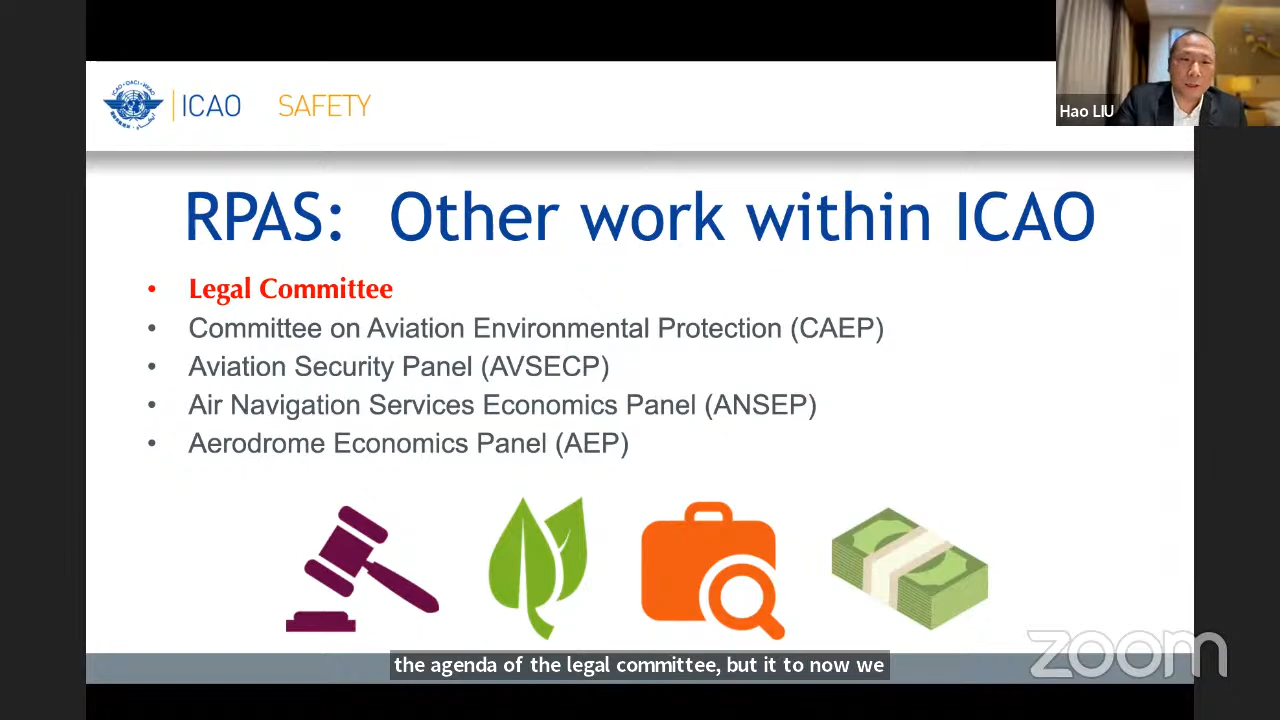 ICAO SAFETY
Hao LIU
RPAS: Other work within ICAO
• Legal Committee
• Committee on Aviation Environmental Protection (CAEP)
• Aviation Security Panel (AVSECP)
• Air Navigation Services Economics Panel (ANSEP)
• Aerodrome Economics Panel (AEP)
zoom
the agenda of the legal committee, but it to now we